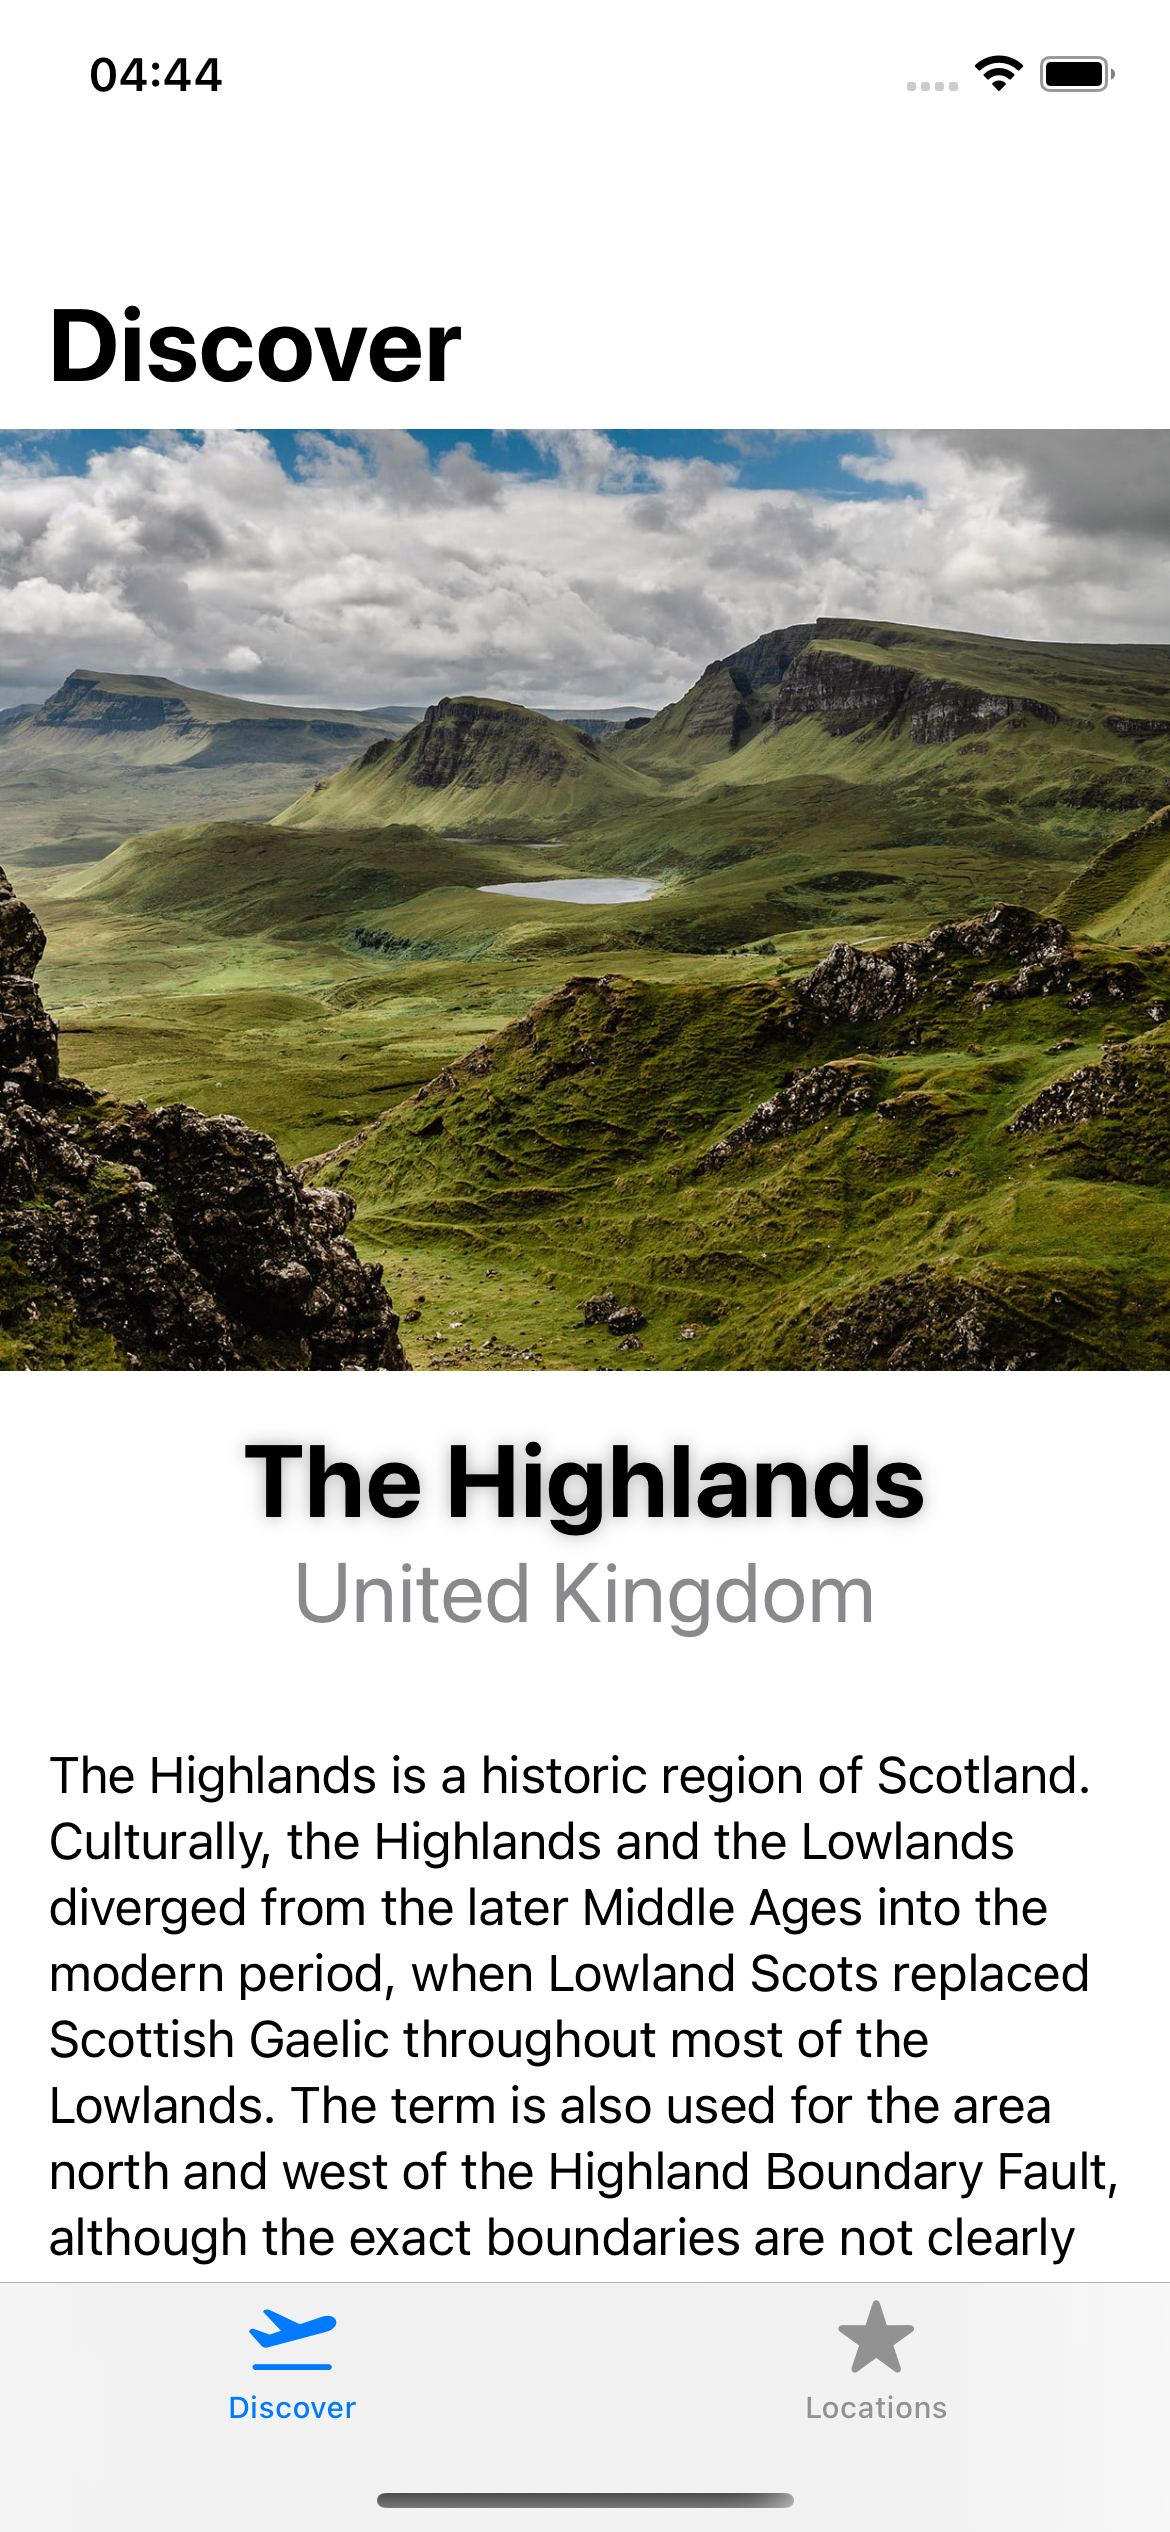 04:44
Discover
The Highlands
United Kingdom
The Highlands is a historic region of Scotland.
Culturally, the Highlands and the Lowlands
diverged from the later Middle Ages into the
modern period, when Lowland Scots replaced
Scottish Gaelic throughout most of the
Lowlands. The term is also used for the area
north and west of the Highland Boundary Fault,
although the exact boundaries are not clearly
Discover
Locations